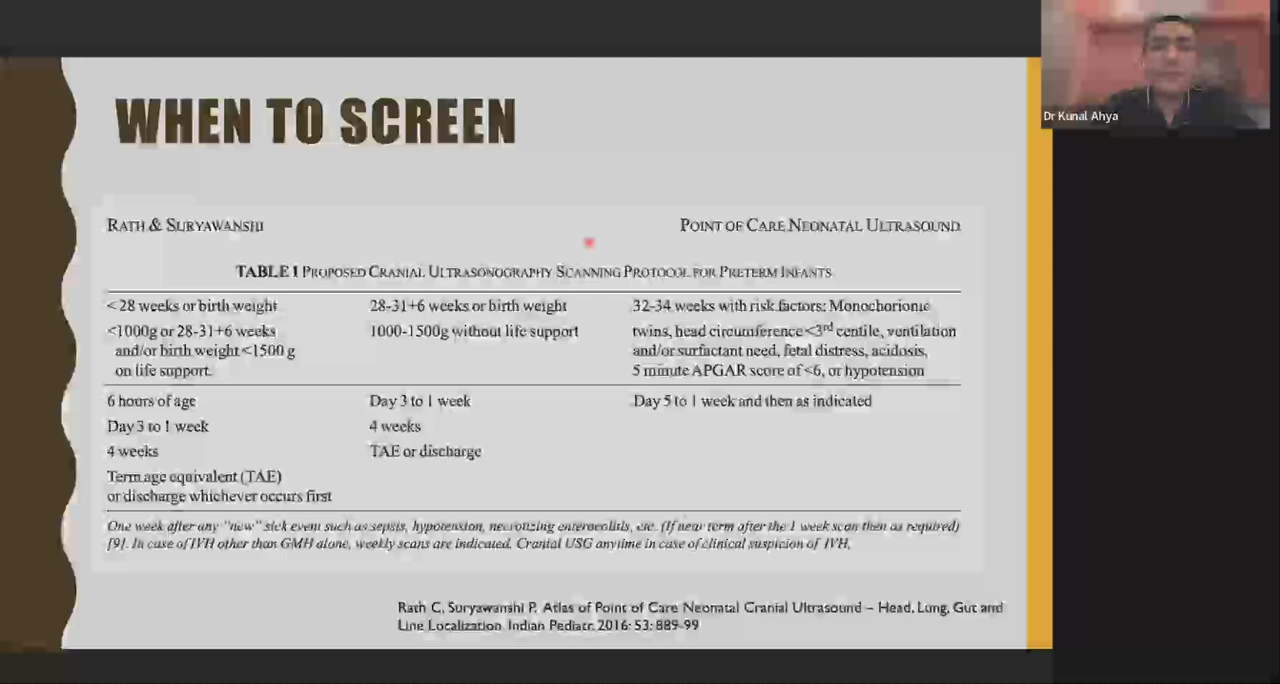 Dr Kunal Ahya
WHEN TO SCREEN
RATH & SURYAWANSHI
POINT OF CARE NEONATAL ULTRASOUND
TABLE I PROPOSED CRANIAL ULTRASONOGRAPHY SCANNING PROTOCOL FOR PRETERM INFANTS
< 28 weeks or birth weight
<1000g or 28-31+6 weeks
and/or birth weight <1500 g
on life support.
28-31+6 weeks or birth weight
1000-1500g without life support
32-34 weeks with risk factors: Monochorionic
twins, head circumference <3rd centile, ventilation
and/or surfactant need, fetal distress, acidosis,
5 minute APGAR score of <6, or hypotension
6 hours of age
Day 3 to 1 week
4 weeks
Term age equivalent (TAE)
or discharge whichever occurs first
Day 3 to 1 week
4 weeks
TAE or discharge
Day 5 to 1 week and then as indicated
One week after any "new" sick event such as sepsis, hypotension, necrotizing enterocolitis, etc. (If near term after the 1 week scan then as required)
[9]. In case of IVH other than GMH alone, weekly scans are indicated. Cranial USG anytime in case of clinical suspicion of IVH.
Rath C, Suryawanshi P. Atlas of Point of Care Neonatal Cranial Ultrasound – Head, Lung, Gut and
Line Localization. Indian Pediatr. 2016; 53: 889-99